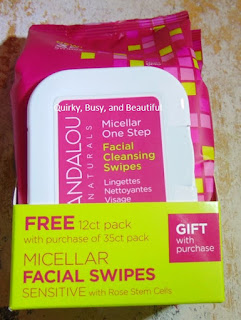 Quirky, Busy, and Beautiful
ANDALOU
NATURALS
Micellar
One Step
Facial
Cleansing
Swipes
Lingettes
Nettoyantes
Visage
FREE 12ct pack
with purchase of 35ct pack
GIFT
with
purchase
MICELLAR
FACIAL SWIPES
SENSITIVE with Rose Stem Cells